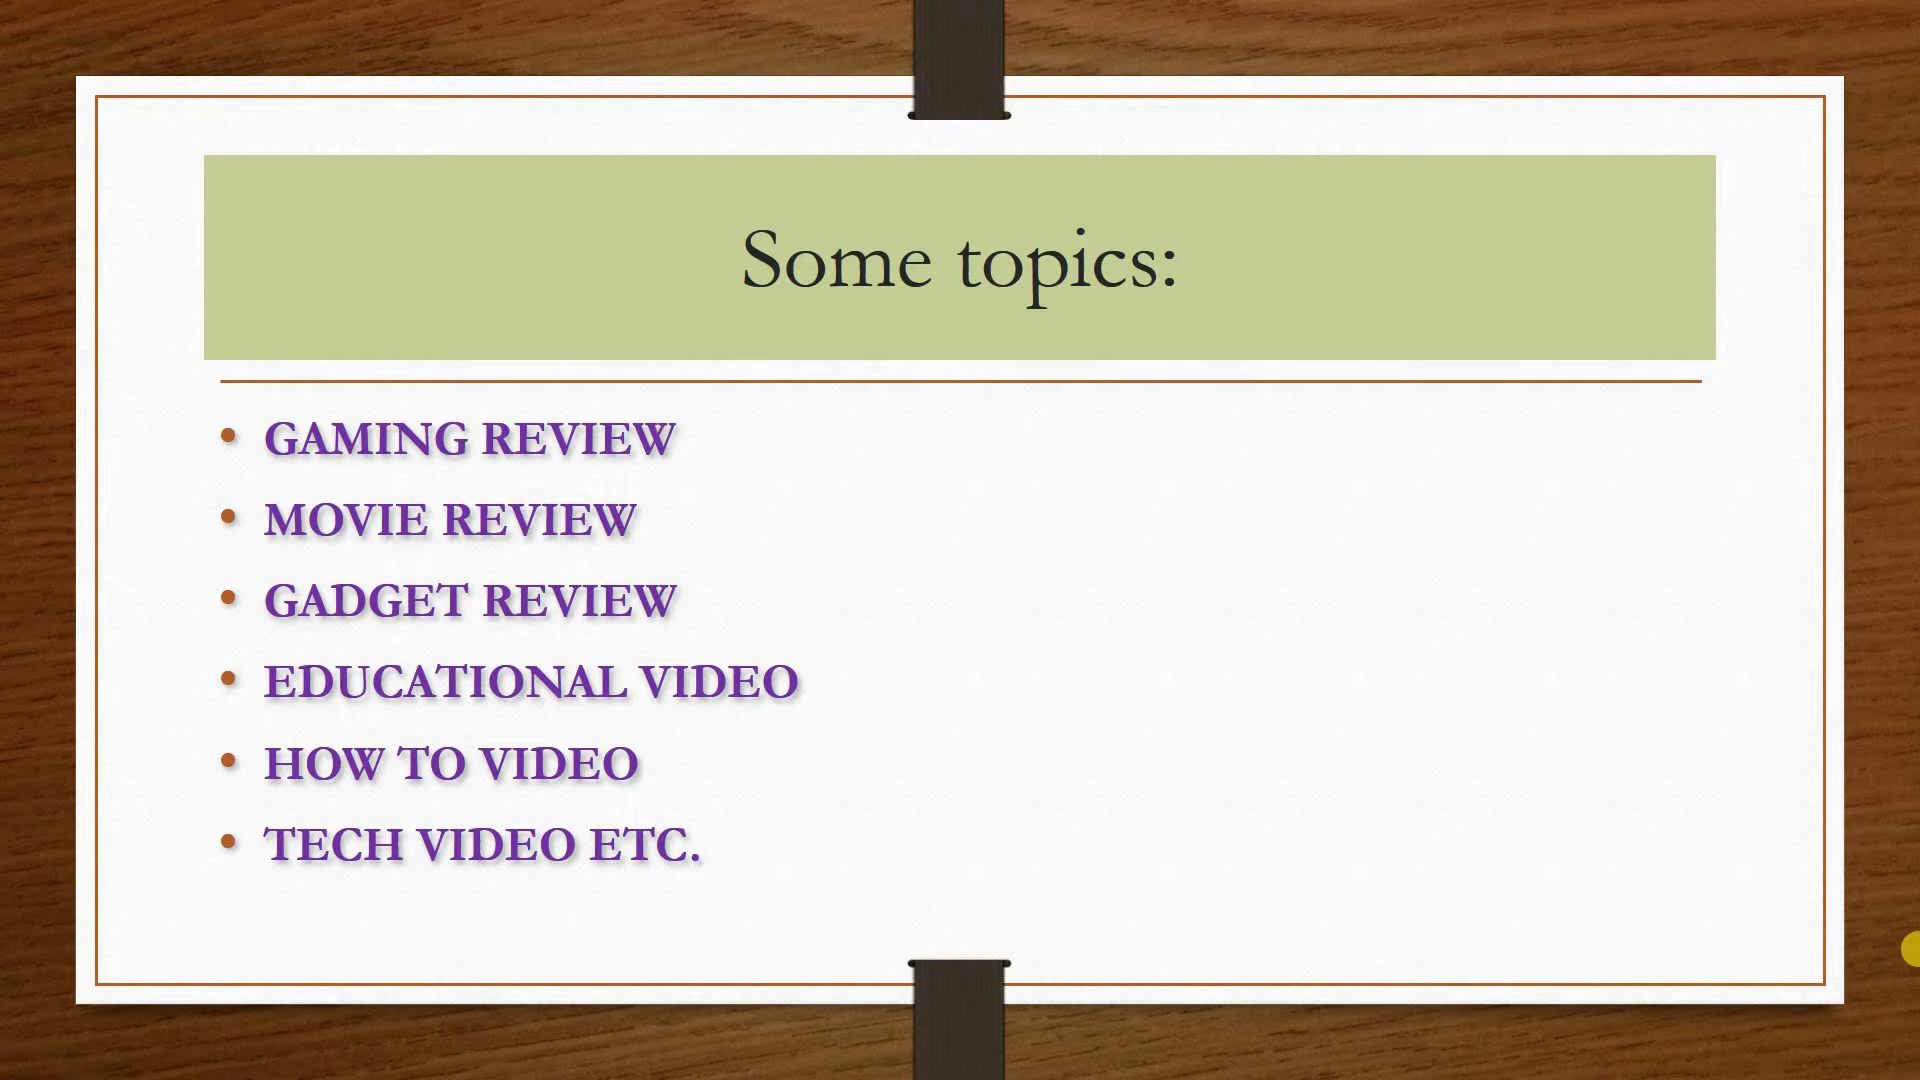 Some topics:
• GAMING REVIEW
• MOVIE REVIEW
• GADGET REVIEW
• EDUCATIONAL VIDEO
• HOW TO VIDEO
• TECH VIDEO ETC.